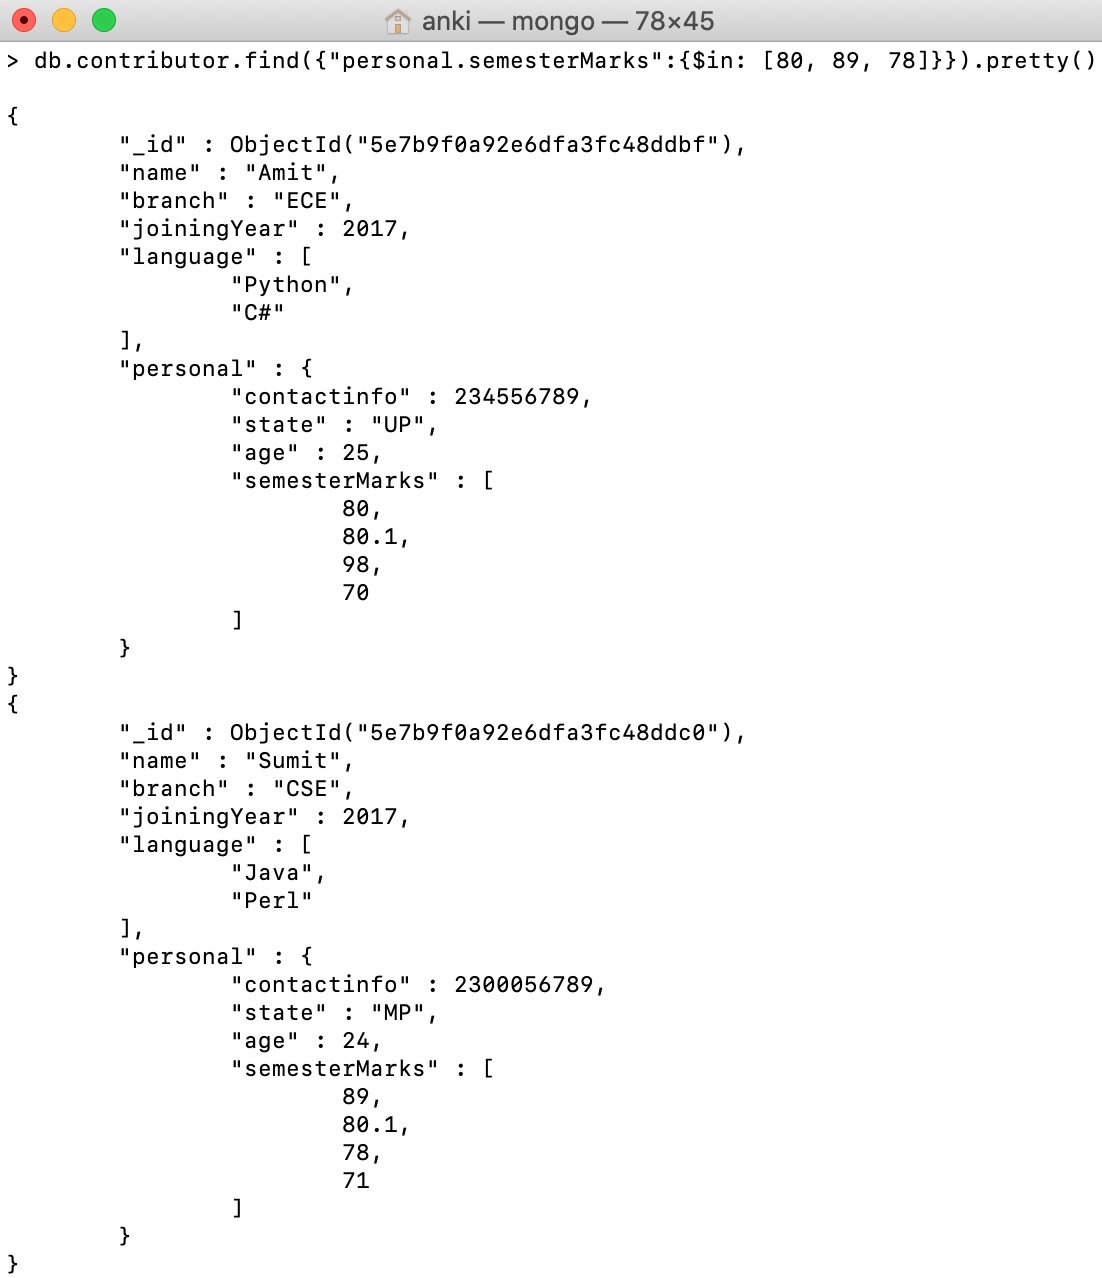 anki — mongo — 78×45
> db.contributor.find({"personal.semesterMarks":{$in: [80, 89, 78]}}).pretty()
{
"_id" : ObjectId("5e7b9f0a92e6dfa3fc48ddbf"),
"name" : "Amit",
"branch" : "ECE",
"joiningYear" : 2017,
"language" : [
"Python",
"C#"
],
"personal" : {
"contactinfo" : 234556789,
"state" : "UP",
"age" : 25,
"semesterMarks" : [
80,
80.1,
98,
70
]
}
}
{
"_id" : ObjectId("5e7b9f0a92e6dfa3fc48ddc0"),
"name" : "Sumit",
"branch" : "CSE",
"joiningYear" : 2017,
"language" : [
"Java",
"Perl"
],
"personal" : {
"contactinfo" : 2300056789,
"state" : "MP",
"age" : 24,
"semesterMarks" : [
89,
80.1,
78,
71
]
}
}